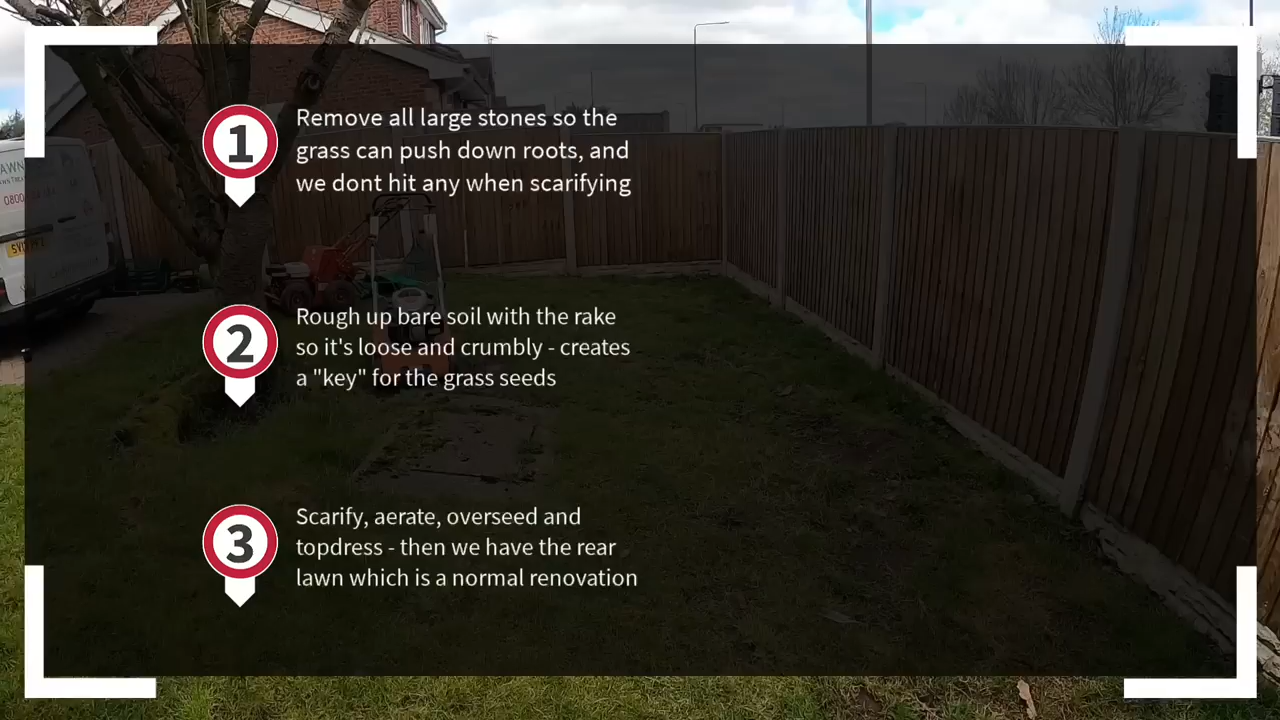 1
Remove all large stones so the
grass can push down roots, and
we dont hit any when scarifying
2
Rough up bare soil with the rake
so it's loose and crumbly - creates
a "key" for the grass seeds
3
Scarify, aerate, overseed and
topdress - then we have the rear
lawn which is a normal renovation
0800